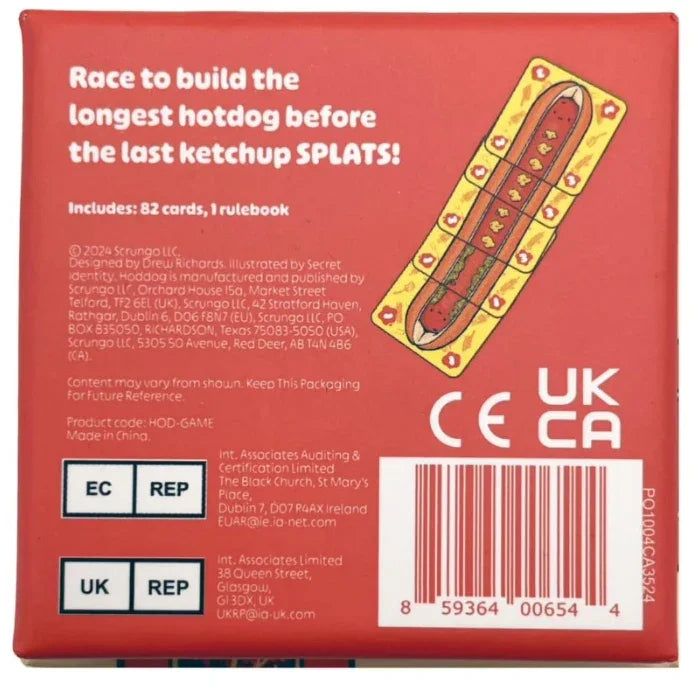 Race to build the
longest hotdog before
the last ketchup SPLATS!
Includes: 82 cards, 1 rulebook
© 2024 Scrungo LLC.
Designed by Drew Richards. Illustrated by Secret
Identity. Hoddog is manufactured and published by
Scrungo LLC, Orchard House 15a, Market Street
Telford, TF2 6EL (UK), Scrungo LLC, 42 Stratford Haven,
Rathgar, Dublin 6, D06 F8N7 (EU), Scrungo LLC, PO
BOX 835050, RICHARDSON, Texas 75083-5050 (USA),
Scrungo LLC, 5305 50 Avenue, Red Deer, AB T4N 4B6
(CA).
Content may vary from shown. Keep This Packaging
For Future Reference.
Product code: HOD-GAME
Made in China.
CE
UK
CA
EC REP
Int. Associates Auditing &
Certification Limited
The Black Church, St Mary's
Place,
Dublin 7, D07 P4AX Ireland
EUAR@ie.ia-net.com
UK REP
Int. Associates Limited
38 Queen Street,
Glasgow,
G1 3DX, UK
UKRP@ia-uk.com
8 59364 00654 4
PO1004CA3524